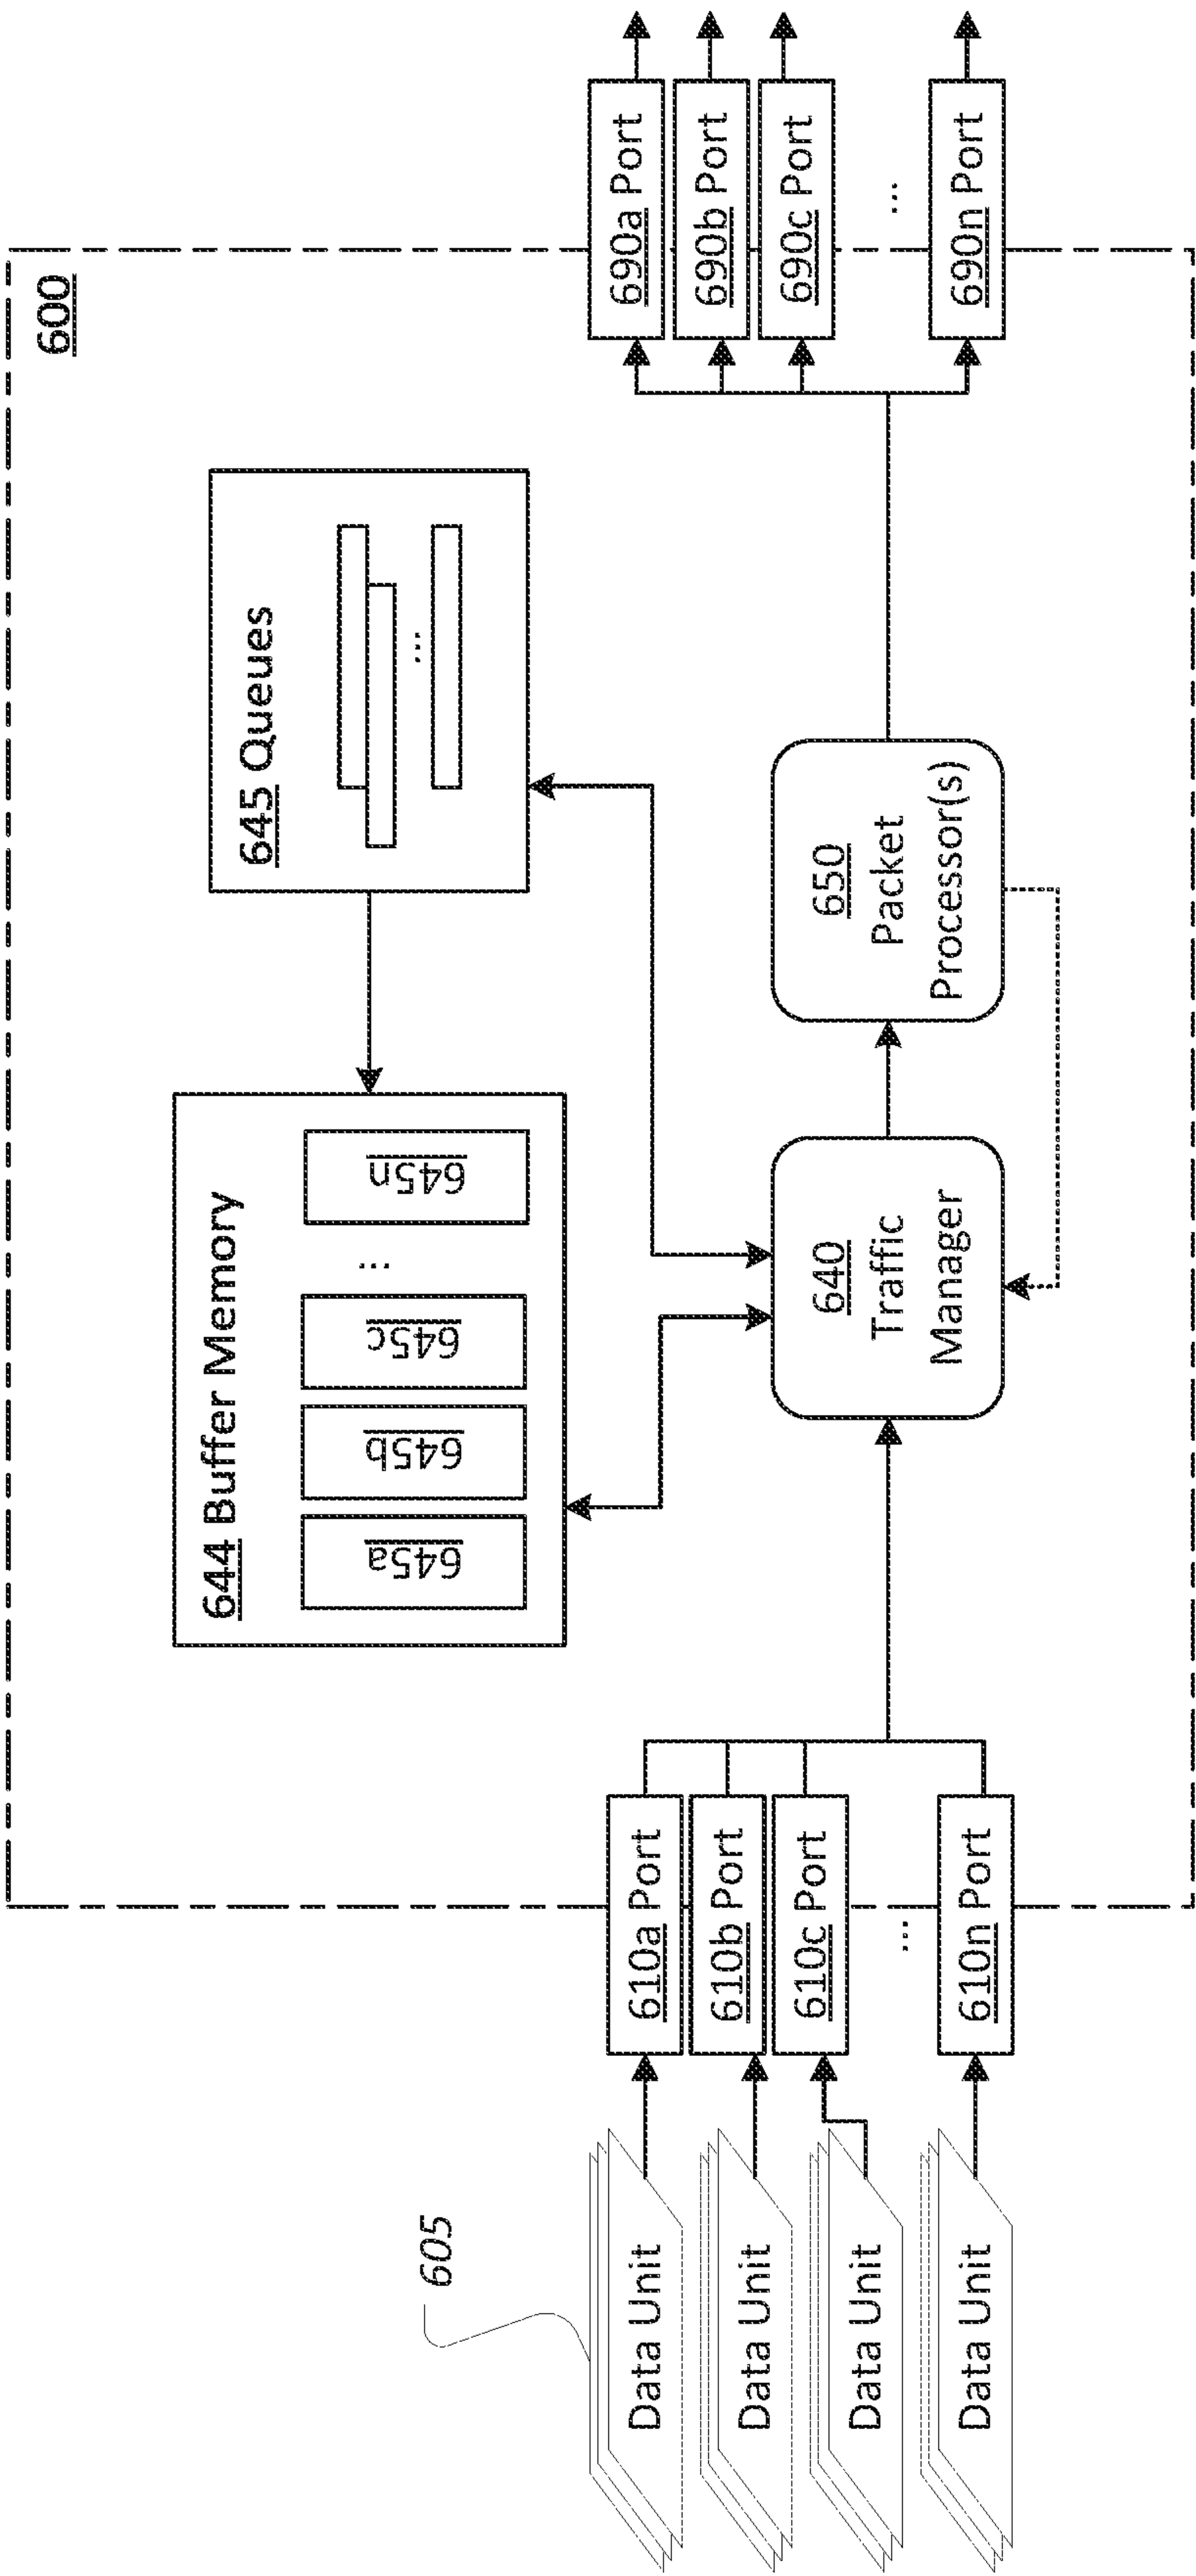 600
644 Buffer Memory
645a
645b
645c
...
645n
645 Queues
...
605
Data Unit
Data Unit
Data Unit
Data Unit
610a Port
610b Port
610c Port
...
610n Port
640
Traffic
Manager
650
Packet
Processor(s)
690a Port
690b Port
690c Port
...
690n Port